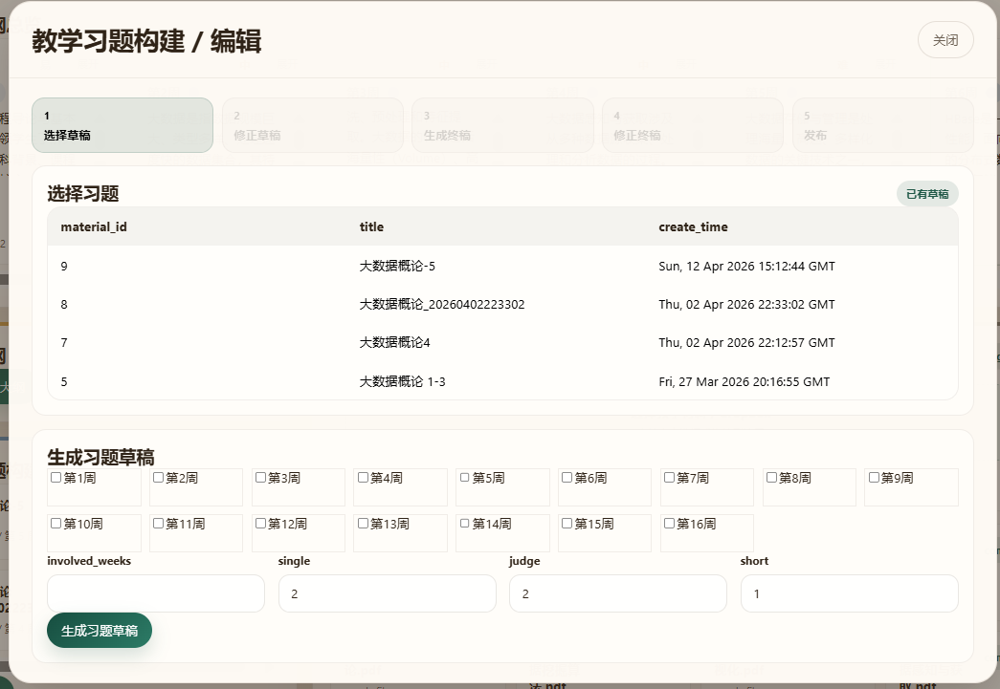 教学习题构建 / 编辑
关闭
1
选择草稿
2
修正草稿
3
生成终稿
4
修正终稿
5
发布
选择习题
已有草稿
material_id title create_time
9 大数据概论-5 Sun, 12 Apr 2026 15:12:44 GMT
8 大数据概论_20260402223302 Thu, 02 Apr 2026 22:33:02 GMT
7 大数据概论4 Thu, 02 Apr 2026 22:12:57 GMT
5 大数据概论 1-3 Fri, 27 Mar 2026 20:16:55 GMT
生成习题草稿
第1周 第2周 第3周 第4周 第5周 第6周 第7周 第8周 第9周
第10周 第11周 第12周 第13周 第14周 第15周 第16周
involved_weeks single judge short
2 2 1
生成习题草稿